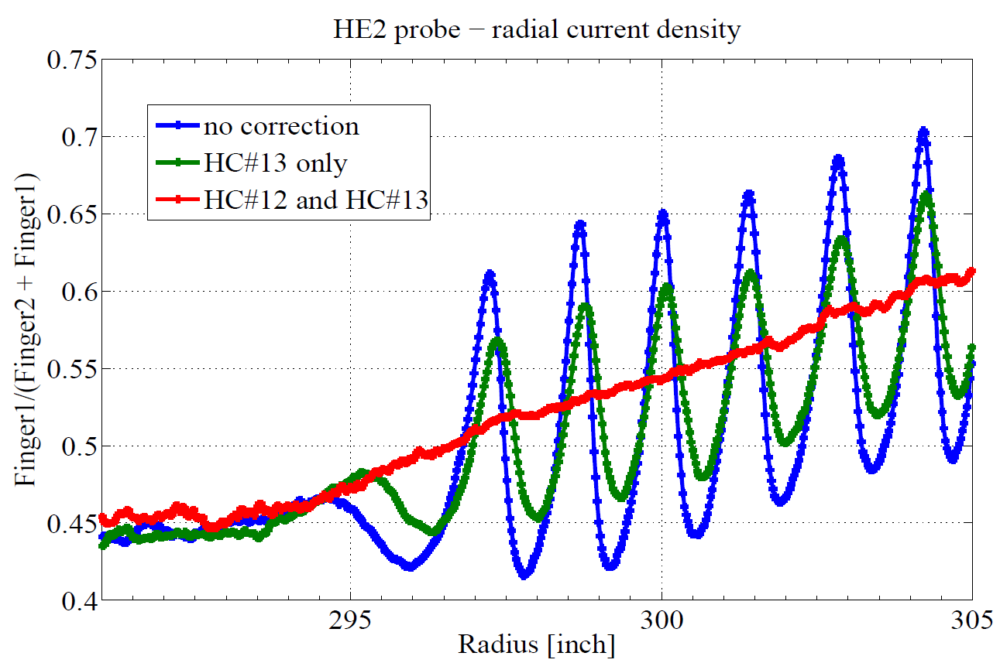 HE2 probe − radial current density
0.75
0.7
0.65
0.6
0.55
0.5
0.45
0.4
Finger1/(Finger2 + Finger1)
no correction
HC#13 only
HC#12 and HC#13
295
300
305
Radius [inch]